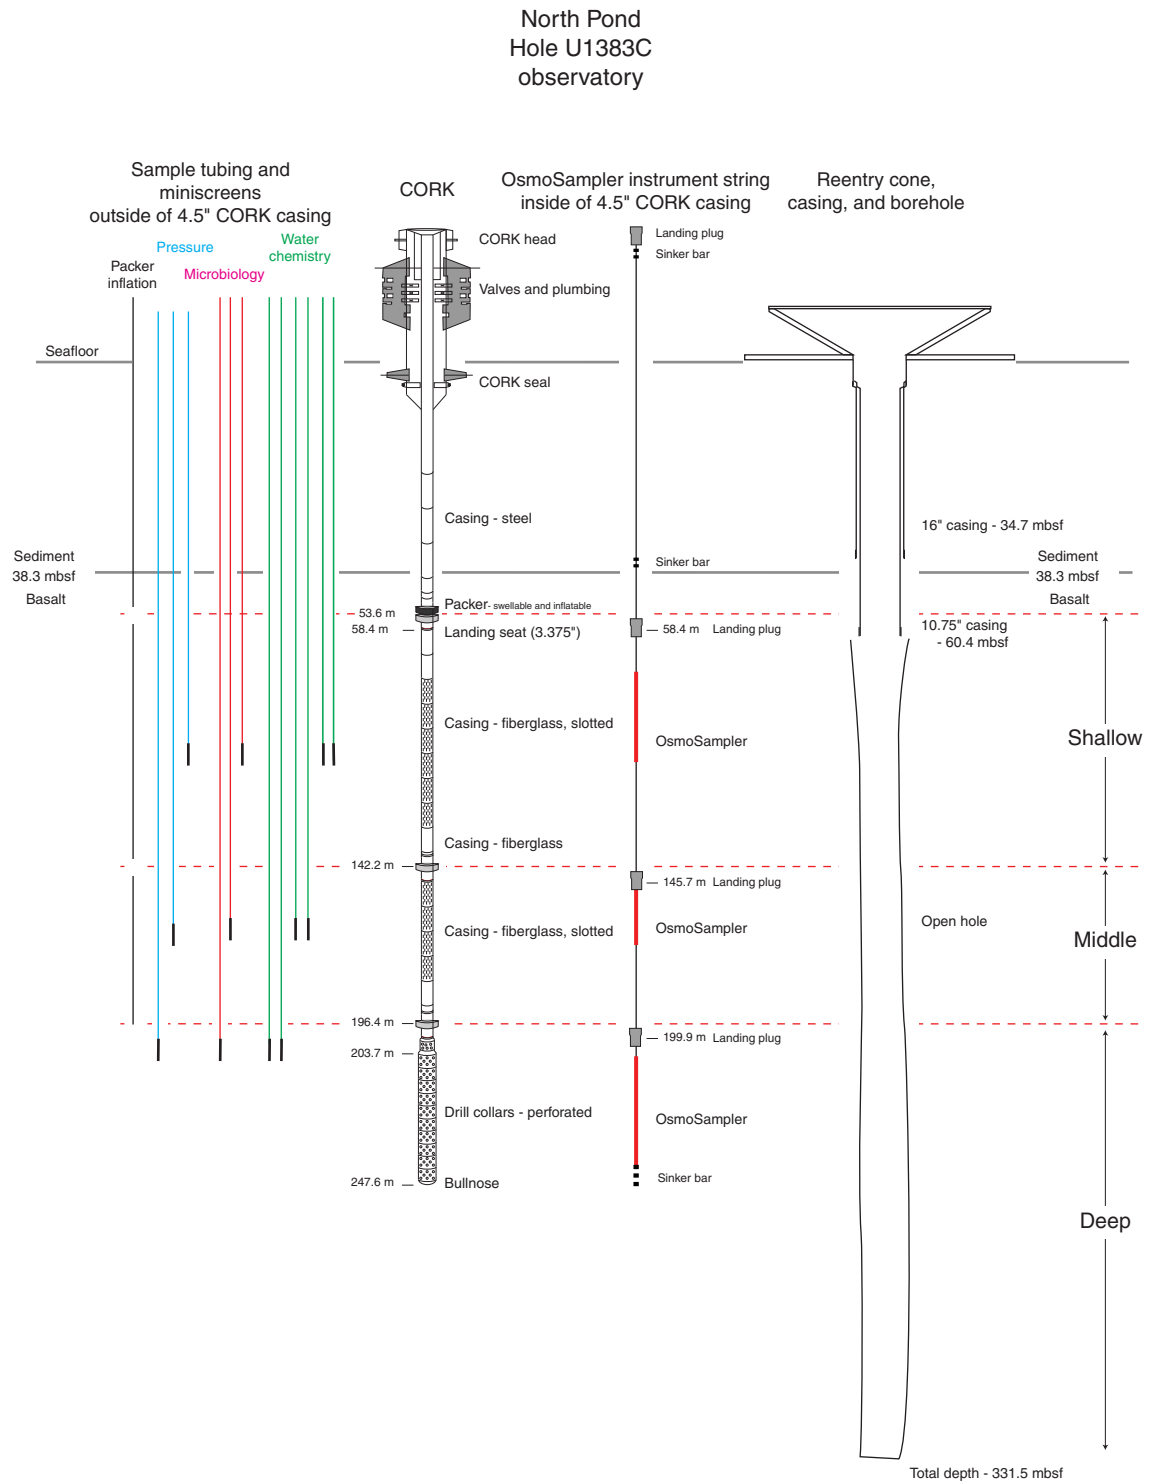 North Pond
Hole U1383C
observatory
Sample tubing and
miniscreens
outside of 4.5" CORK casing
CORK
OsmoSampler instrument string
inside of 4.5" CORK casing
Reentry cone,
casing, and borehole
Packer
inflation
Pressure
Microbiology
Water
chemistry
CORK head
Landing plug
Sinker bar
Valves and plumbing
Seafloor
CORK seal
Casing - steel
16" casing - 34.7 mbsf
Sediment
38.3 mbsf
Basalt
Sinker bar
Sediment
38.3 mbsf
Basalt
53.6 m
Packer- swellable and inflatable
58.4 m
Landing seat (3.375")
58.4 m Landing plug
10.75" casing
- 60.4 mbsf
Casing - fiberglass, slotted
OsmoSampler
Shallow
Casing - fiberglass
142.2 m
145.7 m Landing plug
Casing - fiberglass, slotted
OsmoSampler
Open hole
Middle
196.4 m
199.9 m Landing plug
203.7 m
Drill collars - perforated
OsmoSampler
247.6 m
Bullnose
Sinker bar
Deep
Total depth - 331.5 mbsf